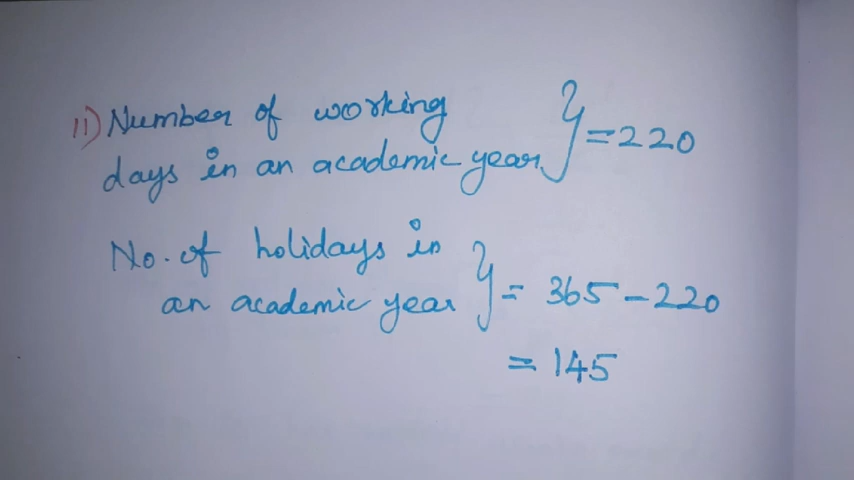 11) Number of working
days in an academic year } = 220
No. of holidays in
an academic year } = 365 - 220
= 145